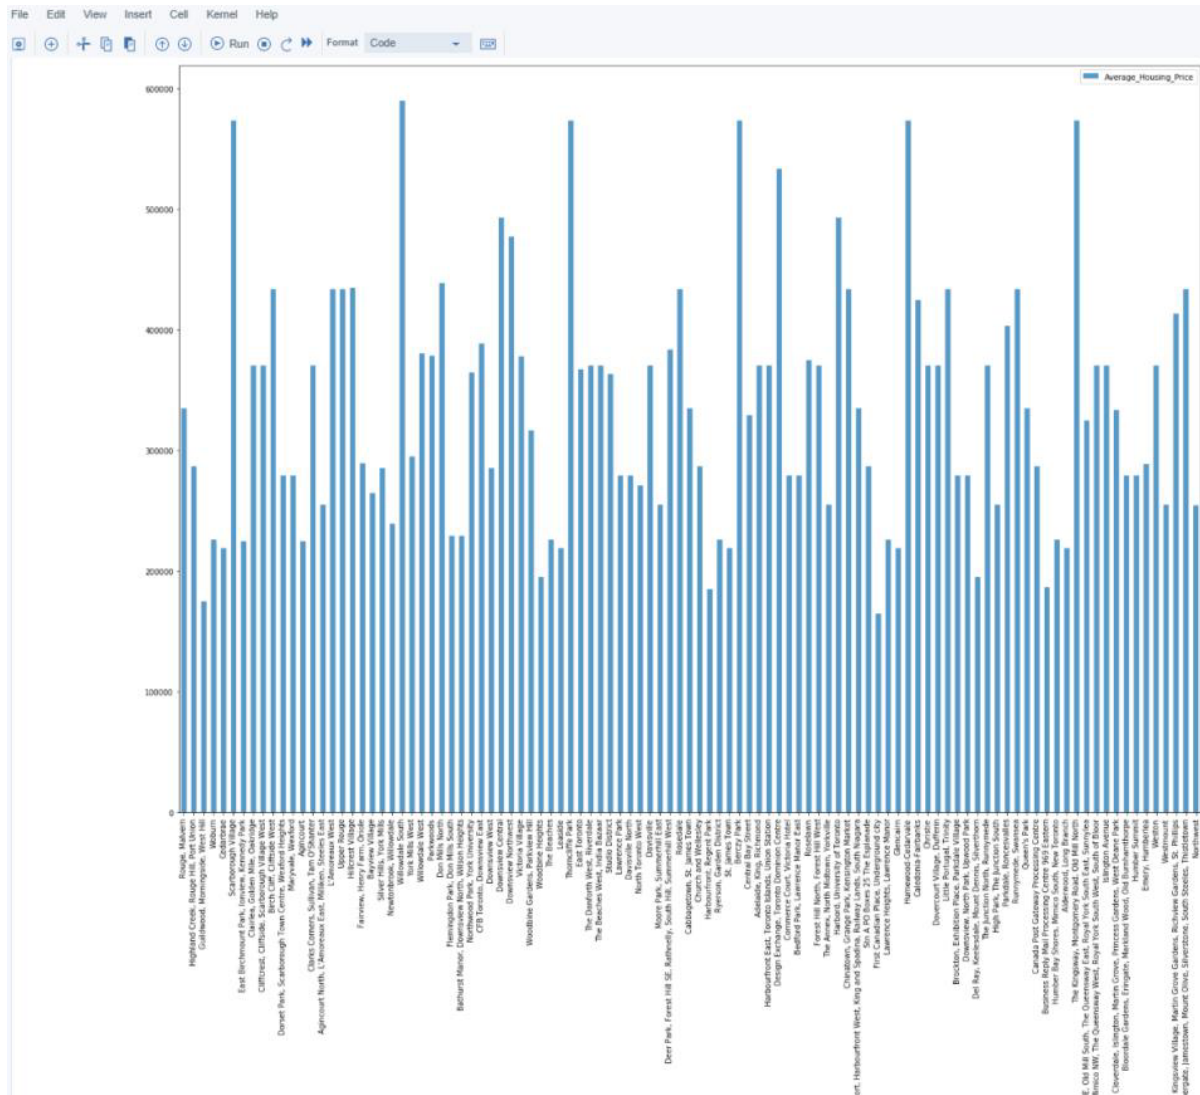 File Edit View Insert Cell Kernel Help
Run Format Code
Average_Housing_Price
600000
500000
400000
300000
200000
100000
0
Rouge, Malvern
Highland Creek, Rouge Hill, Port Union
Guildwood, Morningside, West Hill
Woburn
Cedarbrae
Scarborough Village
East Birchmount Park, Ionview, Kennedy Park
Clairlea, Golden Mile, Oakridge
Cliffcrest, Cliffside, Scarborough Village West
Birch Cliff, Cliffside West
Dorset Park, Scarborough Town Centre, Wexford Heights
Maryvale, Wexford
Agincourt
Clarks Corners, Sullivan, Tam O'Shanter
Agincourt North, L'Amoreaux East, Milliken, Steeles East
L'Amoreaux West
Upper Rouge
Hillcrest Village
Fairview, Henry Farm, Oriole
Bayview Village
Silver Hills, York Mills
Newtonbrook, Willowdale
Willowdale South
York Mills West
Willowdale West
Parkwoods
Don Mills North
Flemingdon Park, Don Mills South
Bathurst Manor, Downsview North, Wilson Heights
Northwood Park, York University
CFB Toronto, Downsview East
Downsview West
Downsview Central
Downsview Northwest
Victoria Village
Woodbine Gardens, Parkview Hill
Woodbine Heights
The Beaches
Leaside
Thorncliffe Park
East Toronto
The Danforth West, Riverdale
The Beaches West, India Bazaar
Studio District
Lawrence Park
Davisville North
North Toronto West
Davisville
Moore Park, Summerhill East
Deer Park, Forest Hill SE, Rathnelly, South Hill, Summerhill West
Rosedale
Cabbagetown, St. James Town
Church and Wellesley
Harbourfront, Regent Park
Ryerson, Garden District
St. James Town
Berczy Park
Central Bay Street
Adelaide, King, Richmond
Harbourfront East, Toronto Islands, Union Station
Design Exchange, Toronto Dominion Centre
Commerce Court, Victoria Hotel
Bedford Park, Lawrence Manor East
Roselawn
Forest Hill North, Forest Hill West
The Annex, North Midtown, Yorkville
Harbord, University of Toronto
Chinatown, Grange Park, Kensington Market
ort, Harbourfront West, King and Spadina, Railway Lands, South Niagara
Stn A PO Boxes 25 The Esplanade
First Canadian Place, Underground city
Lawrence Heights, Lawrence Manor
Glencairn
Humewood-Cedarvale
Caledonia-Fairbanks
Christie
Dovercourt Village, Dufferin
Little Portugal, Trinity
Brockton, Exhibition Place, Parkdale Village
Downsview, North Park, Upwood Park
Del Ray, Keelesdale, Mount Dennis, Silverthorn
The Junction North, Runnymede
High Park, The Junction South
Parkdale, Roncesvalles
Runnymede, Swansea
Queen's Park
Canada Post Gateway Processing Centre
Business Reply Mail Processing Centre 969 Eastern
Humber Bay Shores, Mimico South, New Toronto
Alderwood, Long Branch
The Kingsway, Montgomery Road, Old Mill North
E, Old Mill South, The Queensway East, Royal York South East, Sunnylea
Mimico NW, The Queensway West, Royal York South West, South of Bloor
Islington Avenue
Cloverdale, Islington, Martin Grove, Princess Gardens, West Deane Park
Bloordale Gardens, Eringate, Markland Wood, Old Burnhamthorpe
Humber Summit
Emery, Humberlea
Weston
Westmount
Kingsview Village, Martin Grove Gardens, Richview Gardens, St. Phillips
ergate, Jamestown, Mount Olive, Silverstone, South Steeles, Thistletown
Northwest